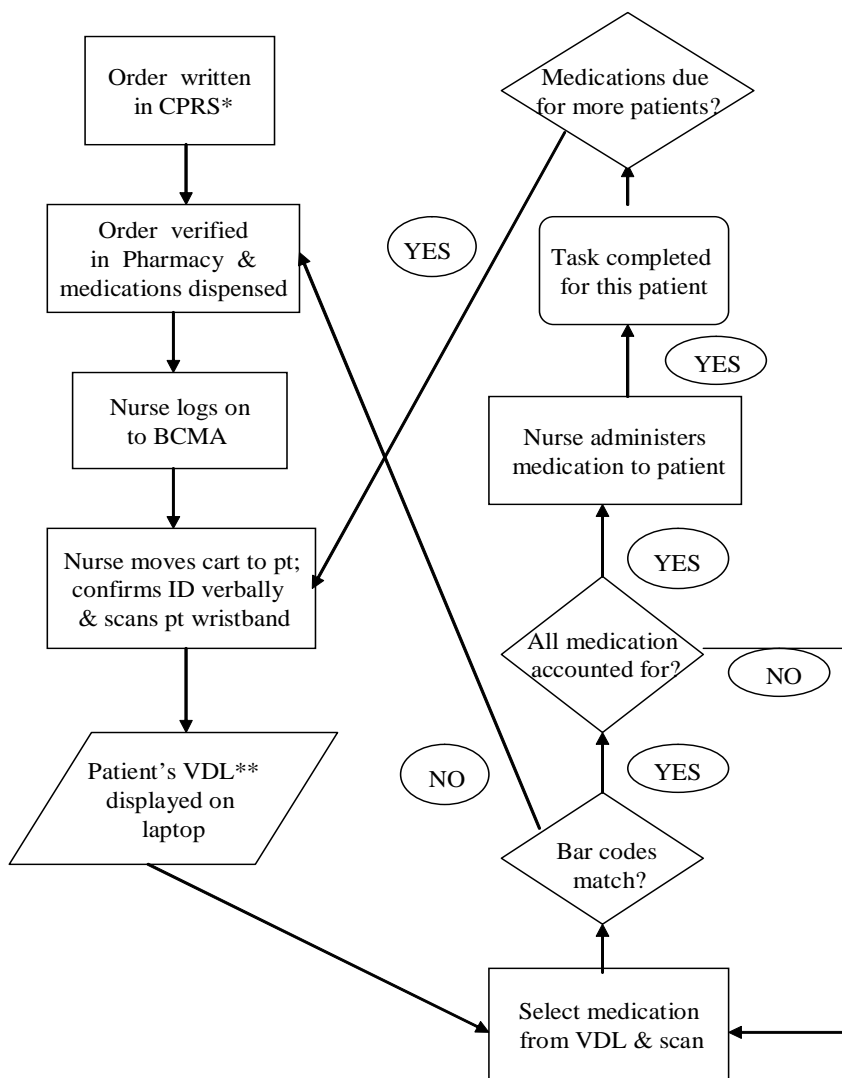 Order written
in CPRS*
Order verified
in Pharmacy &
medications dispensed
Nurse logs on
to BCMA
Nurse moves cart to pt;
confirms ID verbally
& scans pt wristband
Patient's VDL**
displayed on
laptop
Medications due
for more patients?
YES
Task completed
for this patient
YES
Nurse administers
medication to patient
YES
All medication
accounted for?
NO
YES
NO
Bar codes
match?
Select medication
from VDL & scan